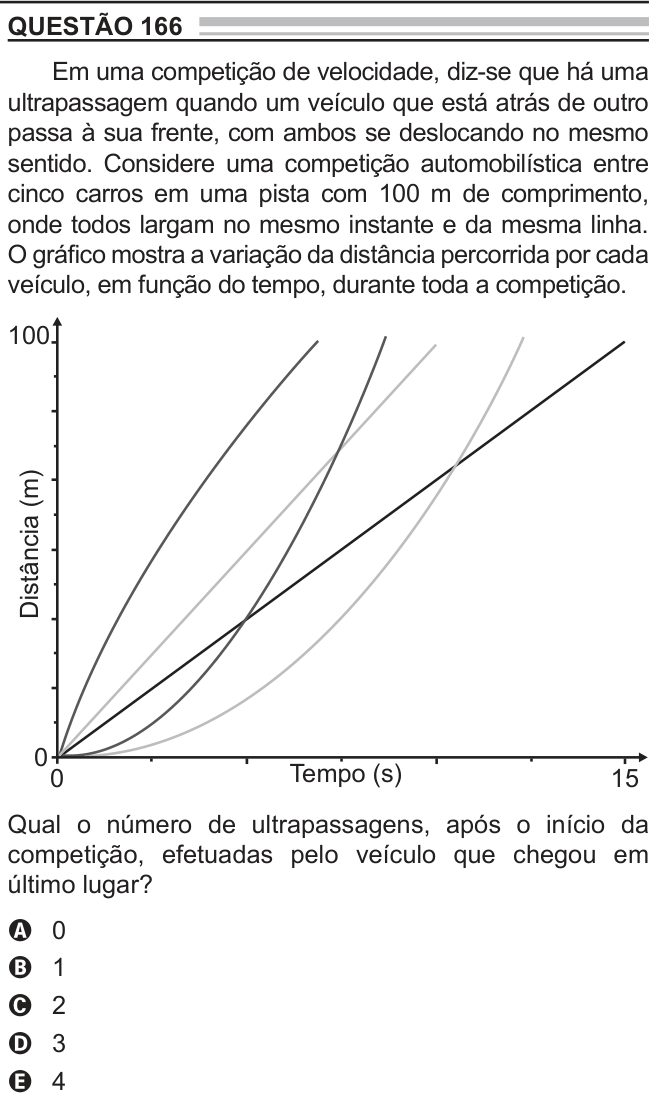 QUESTÃO 166
Em uma competição de velocidade, diz-se que há uma
ultrapassagem quando um veículo que está atrás de outro
passa à sua frente, com ambos se deslocando no mesmo
sentido. Considere uma competição automobilística entre
cinco carros em uma pista com 100 m de comprimento,
onde todos largam no mesmo instante e da mesma linha.
O gráfico mostra a variação da distância percorrida por cada
veículo, em função do tempo, durante toda a competição.
100
Distância (m)
0
0
Tempo (s)
15
Qual o número de ultrapassagens, após o início da
competição, efetuadas pelo veículo que chegou em
último lugar?
A 0
B 1
C 2
D 3
E 4